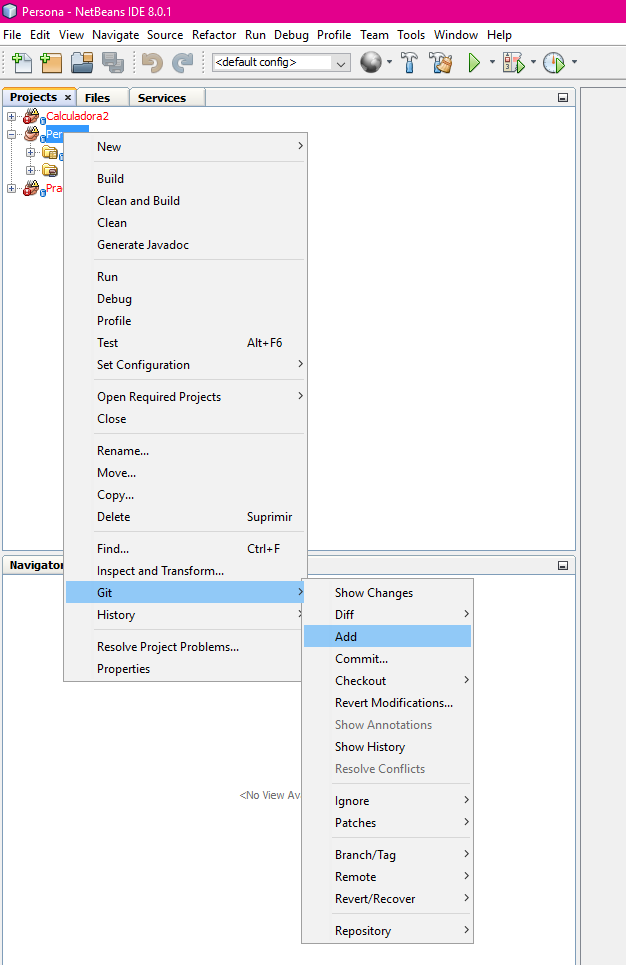 Persona - NetBeans IDE 8.0.1
File Edit View Navigate Source Refactor Run Debug Profile Team Tools Window Help
<default config>
Projects × Files Services
Calculadora2
Per
Pra
New
Build
Clean and Build
Clean
Generate Javadoc
Run
Debug
Profile
Test Alt+F6
Set Configuration
Open Required Projects
Close
Rename...
Move...
Copy...
Delete Suprimir
Find... Ctrl+F
Inspect and Transform...
Git
History
Resolve Project Problems...
Properties
Navigator
<No View Av
Show Changes
Diff
Add
Commit...
Checkout
Revert Modifications...
Show Annotations
Show History
Resolve Conflicts
Ignore
Patches
Branch/Tag
Remote
Revert/Recover
Repository